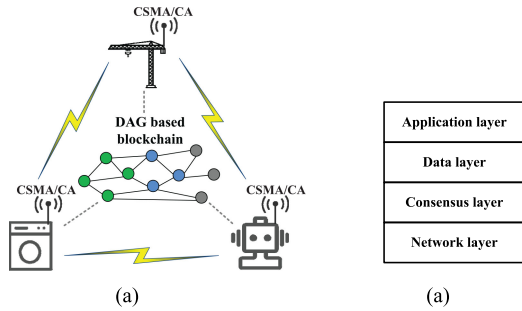 CSMA/CA
DAG based
blockchain
CSMA/CA
CSMA/CA
(a)
Application layer
Data layer
Consensus layer
Network layer
(a)